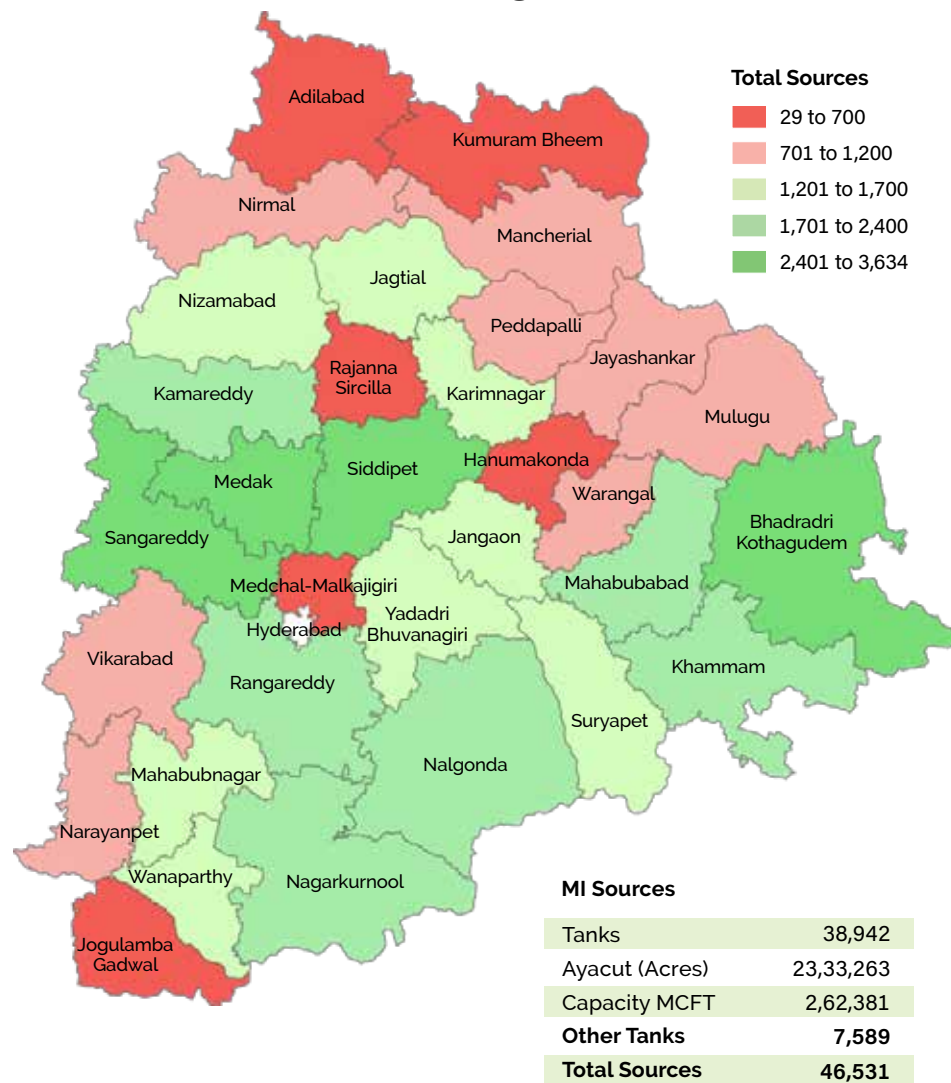 Total Sources
29 to 700
701 to 1,200
1,201 to 1,700
1,701 to 2,400
2,401 to 3,634
Adilabad
Kumuram Bheem
Nirmal
Mancherial
Jagtial
Nizamabad
Peddapalli
Jayashankar
Rajanna
Sircilla
Kamareddy
Karimnagar
Mulugu
Hanumakonda
Siddipet
Medak
Warangal
Bhadradri
Kothagudem
Sangareddy
Jangaon
Mahabubabad
Medchal-Malkajigiri
Yadadri
Bhuvanagiri
Hyderabad
Vikarabad
Khammam
Rangareddy
Suryapet
Nalgonda
Mahabubnagar
Narayanpet
Wanaparthy
Nagarkurnool
Jogulamba
Gadwal
MI Sources
Tanks 38,942
Ayacut (Acres) 23,33,263
Capacity MCFT 2,62,381
Other Tanks 7,589
Total Sources 46,531